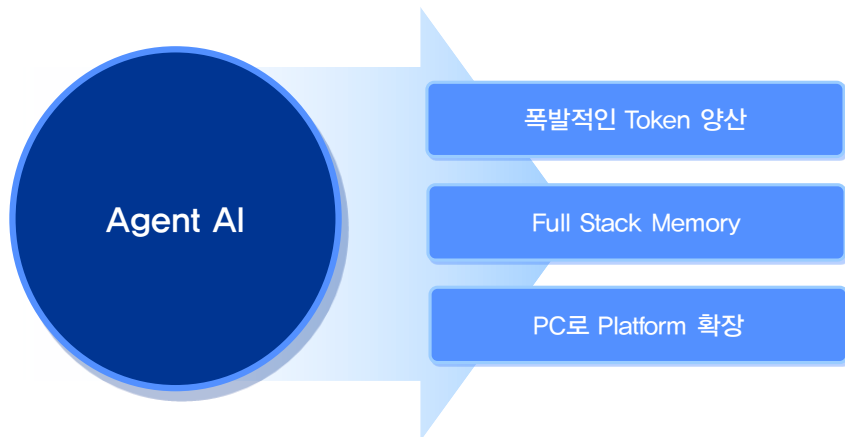 Agent AI
폭발적인 Token 양산
Full Stack Memory
PC로 Platform 확장